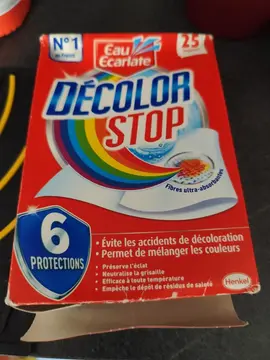 N°1
en France
Eau
Écarlate
25
DÉCOLOR
STOP
Fibres ultra-absorbantes
6
PROTECTIONS
• Évite les accidents de décoloration
• Permet de mélanger les couleurs
• Préserve l'éclat
• Neutralise la grisaille
• Efficace à toute température
• Empêche le dépôt de résidus de saleté
Henkel